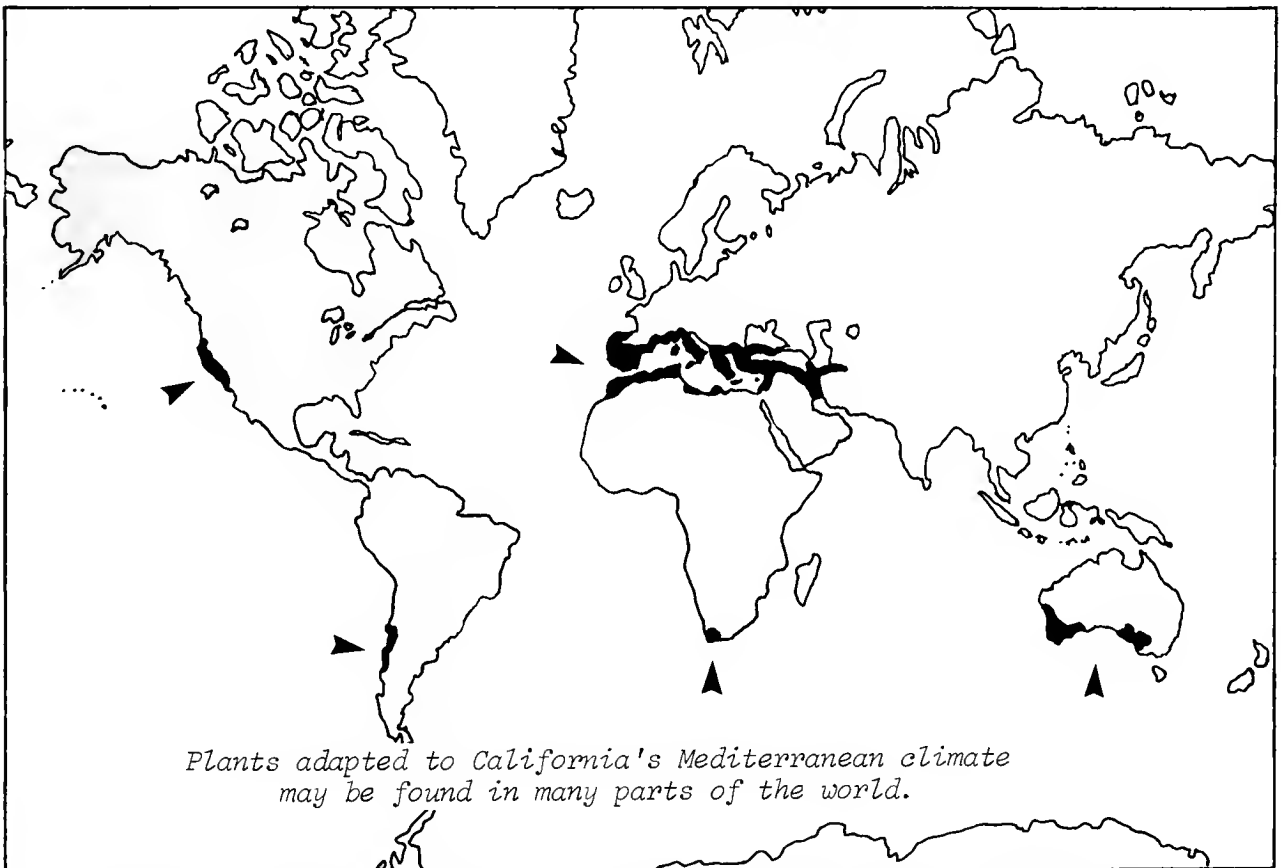 Plants adapted to California's Mediterranean climate
may be found in many parts of the world.